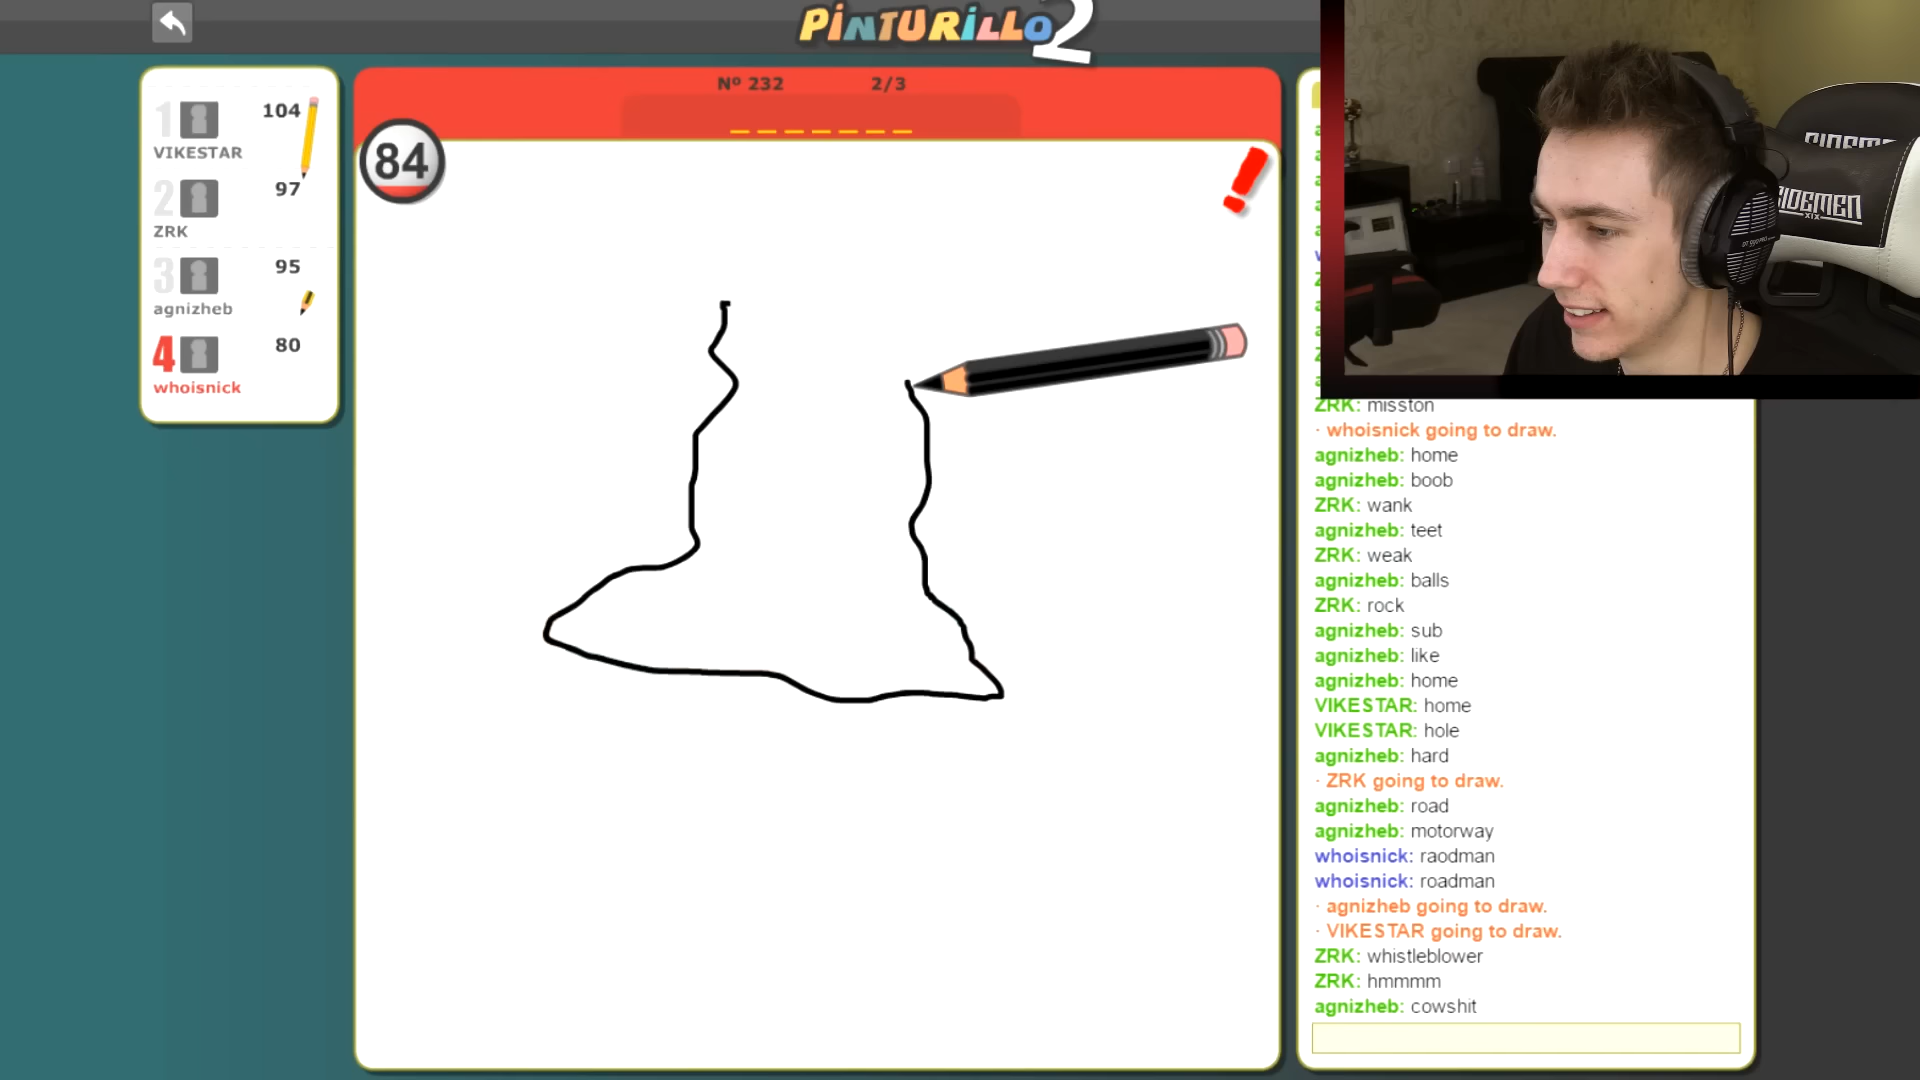 PiNTURiLLO 2
Nº 232 2/3
_ _ _ _ _ _ _
84
1 104
VIKESTAR
2 97
ZRK
3 95
agnizheb
4 80
whoisnick
SIDEMEN
SIDEMEN
XIX
ZRK: misston
· whoisnick going to draw.
agnizheb: home
agnizheb: boob
ZRK: wank
agnizheb: teet
ZRK: weak
agnizheb: balls
ZRK: rock
agnizheb: sub
agnizheb: like
agnizheb: home
VIKESTAR: home
VIKESTAR: hole
agnizheb: hard
· ZRK going to draw.
agnizheb: road
agnizheb: motorway
whoisnick: raodman
whoisnick: roadman
· agnizheb going to draw.
· VIKESTAR going to draw.
ZRK: whistleblower
ZRK: hmmmm
agnizheb: cowshit